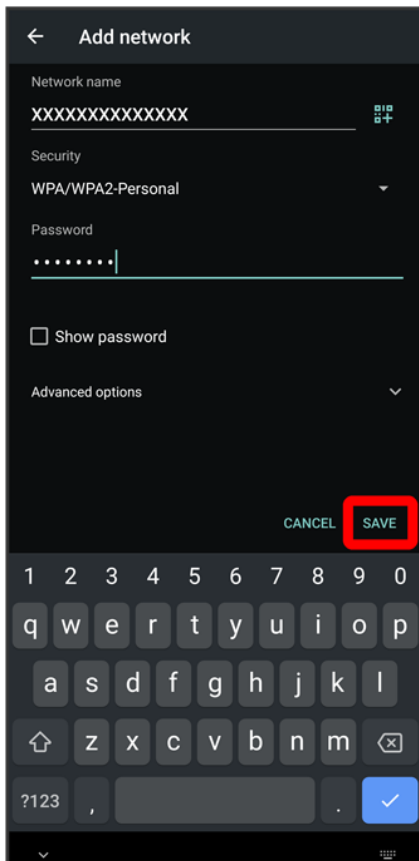 Add network
Network name
XXXXXXXXXXXXXX
Security
WPA/WPA2-Personal
Password
••••••••
Show password
Advanced options
CANCEL SAVE
1 2 3 4 5 6 7 8 9 0
q w e r t y u i o p
a s d f g h j k l
z x c v b n m
?123 , .